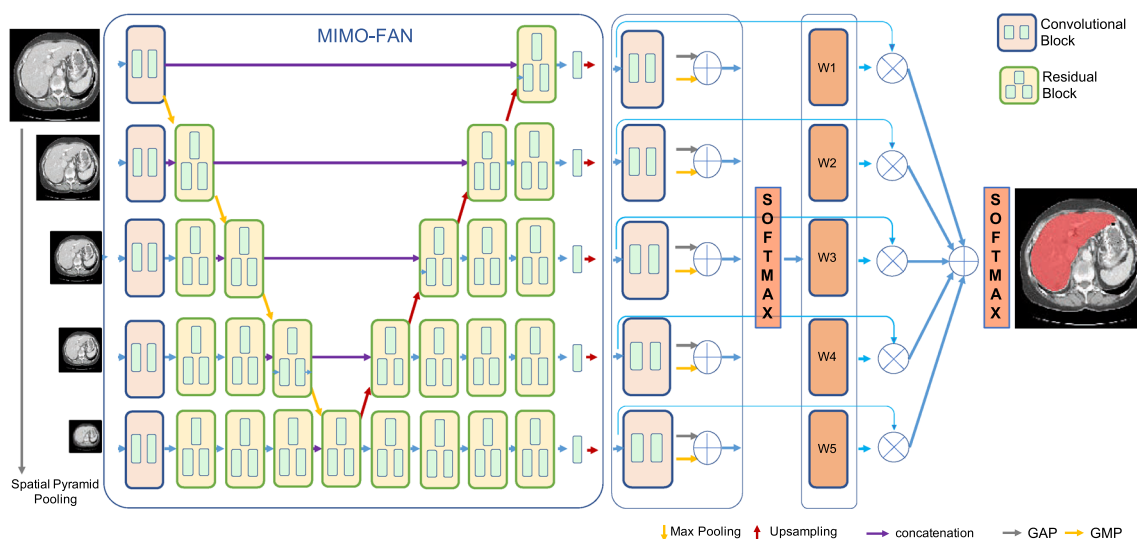 MIMO-FAN
Convolutional
Block
Residual
Block
W1
W2
W3
W4
W5
SOFTMAX
SOFTMAX
Spatial Pyramid
Pooling
Max Pooling
Upsampling
concatenation
GAP
GMP